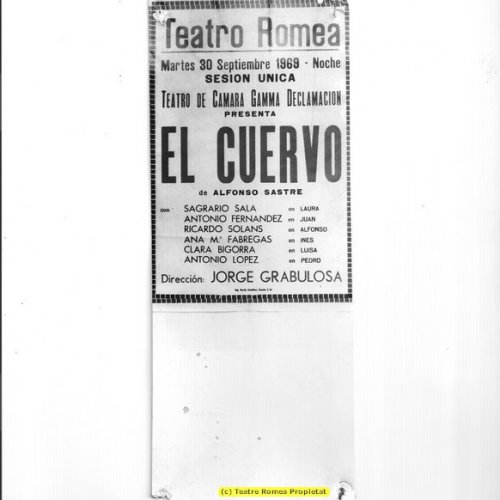 Teatro Romea
Martes 30 Septiembre 1969 - Noche
SESION UNICA
TEATRO DE CAMARA GAMMA DECLAMACION
PRESENTA
EL CUERVO
de ALFONSO SASTRE
con SAGRARIO SALA en LAURA
ANTONIO FERNANDEZ en JUAN
RICARDO SOLANS en ALFONSO
ANA M.ª FABREGAS en INES
CLARA BIGORRA en LUISA
ANTONIO LOPEZ en PEDRO
Dirección: JORGE GRABULOSA
(c) Teatre Romea Propietat